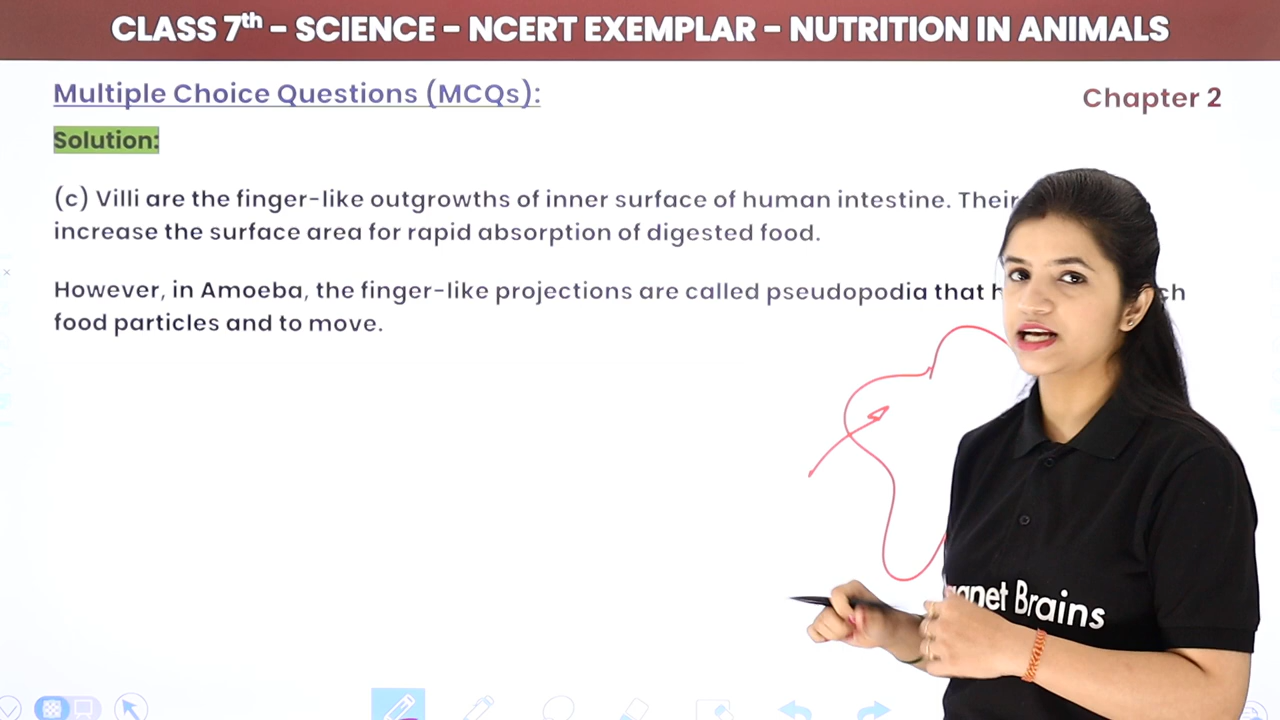 CLASS 7th – SCIENCE – NCERT EXEMPLAR – NUTRITION IN ANIMALS
Multiple Choice Questions (MCQs):
Chapter 2
Solution:
(c) Villi are the finger-like outgrowths of inner surface of human intestine. Their
increase the surface area for rapid absorption of digested food.
However, in Amoeba, the finger-like projections are called pseudopodia that
food particles and to move.
Brains